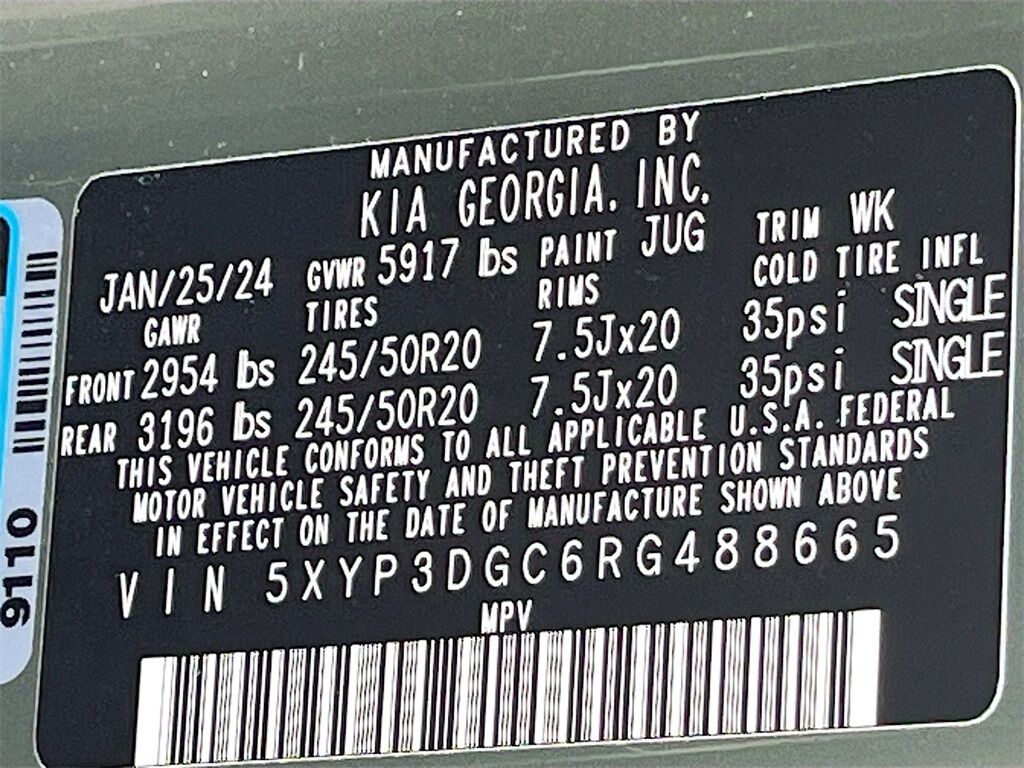 MANUFACTURED BY
KIA GEORGIA. INC.
JAN/25/24 GVWR 5917 lbs PAINT JUG TRIM WK
GAWR TIRES RIMS COLD TIRE INFL
FRONT 2954 lbs 245/50R20 7.5Jx20 35psi SINGLE
REAR 3196 lbs 245/50R20 7.5Jx20 35psi SINGLE
THIS VEHICLE CONFORMS TO ALL APPLICABLE U.S.A. FEDERAL
MOTOR VEHICLE SAFETY AND THEFT PREVENTION STANDARDS
IN EFFECT ON THE DATE OF MANUFACTURE SHOWN ABOVE
VIN 5XYP3DGC6RG488665
MPV
9110